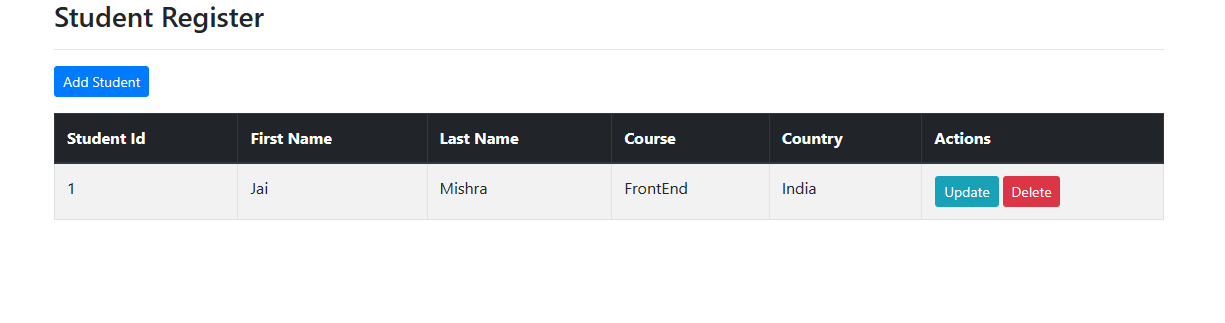 Student Register
Add Student
Student Id First Name Last Name Course Country Actions
1 Jai Mishra FrontEnd India Update Delete